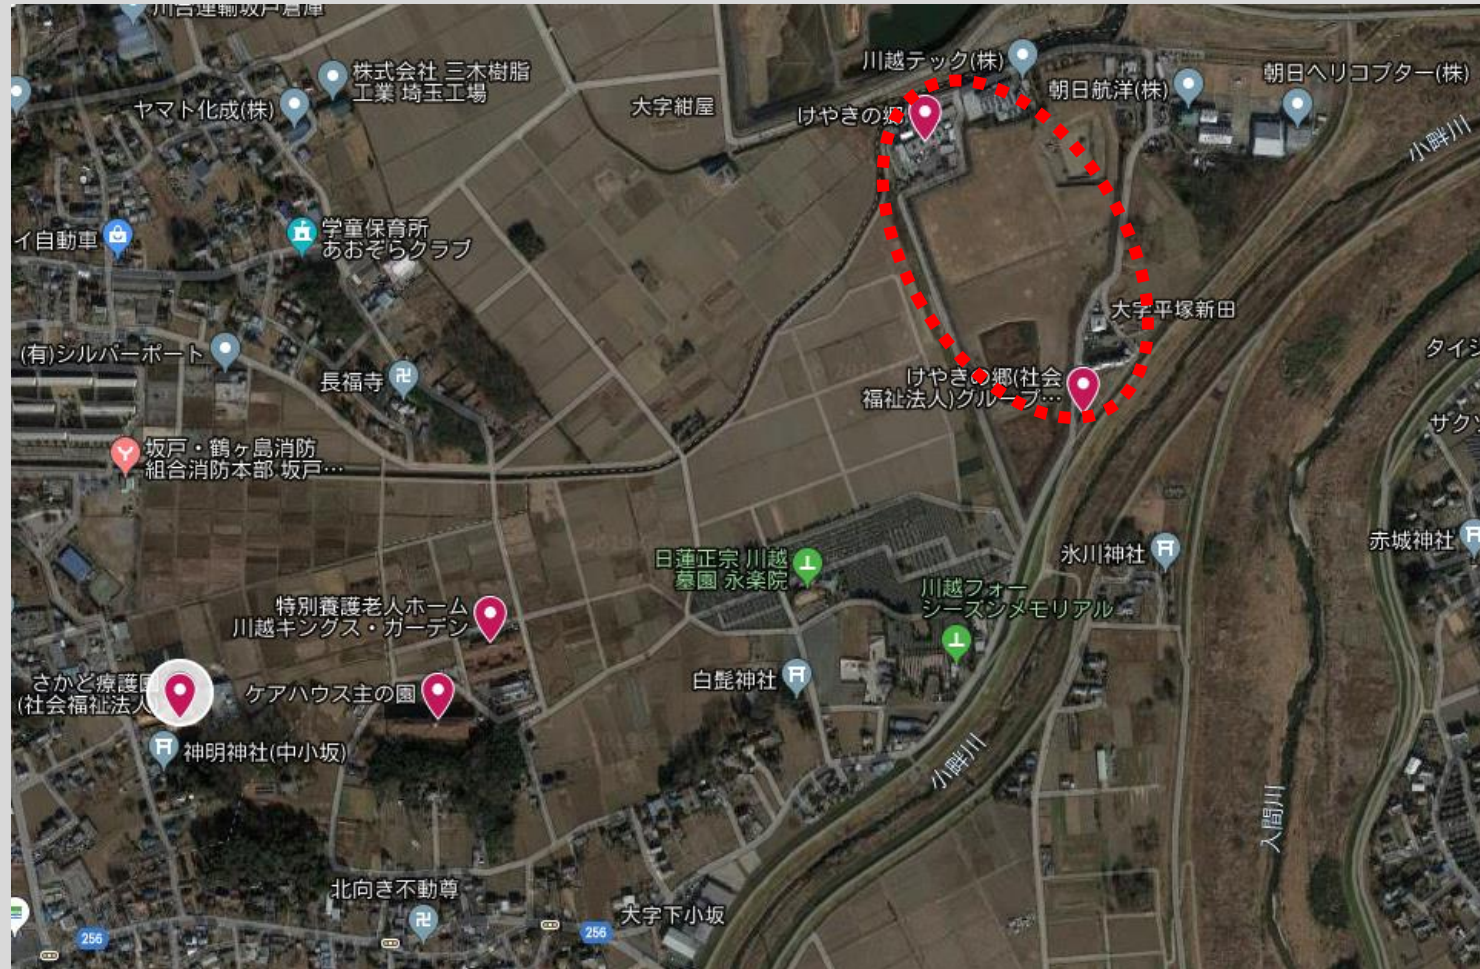 川合運輸坂戸倉庫
株式会社 三木樹脂
工業 埼玉工場
ヤマト化成(株)
大字紺屋
川越テック(株)
けやきの郷
朝日航洋(株)
朝日ヘリコプター(株)
小畔川
イ自動車
学童保育所
あおぞらクラブ
大字平塚新田
(有)シルバーポート
長福寺
けやきの郷(社会
福祉法人)グループ…
タイシ
サクソ
坂戸・鶴ヶ島消防
組合消防本部 坂戸…
日蓮正宗 川越
墓園 永楽院
氷川神社
赤城神社
川越フォー
シーズンメモリアル
特別養護老人ホーム
川越キングス・ガーデン
さかど療護園
(社会福祉法人)
ケアハウス主の園
白髭神社
神明神社(中小坂)
小畔川
入間川
北向き不動尊
大字下小坂
256
256